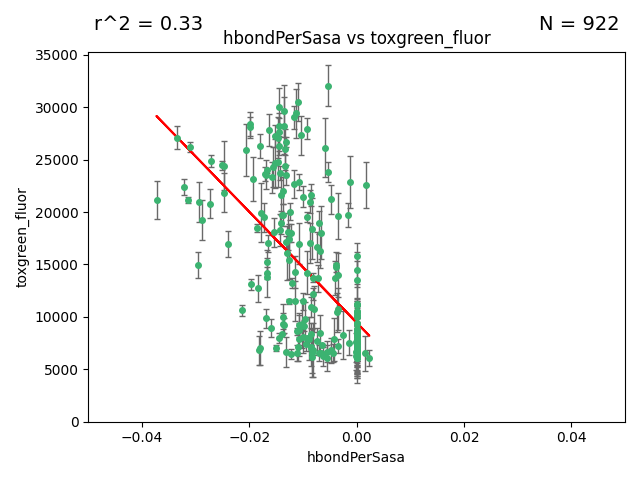 r^2 = 0.33
N = 922
hbondPerSasa vs toxgreen_fluor
35000
30000
25000
20000
15000
10000
5000
0
toxgreen_fluor
−0.04
−0.02
0.00
0.02
0.04
hbondPerSasa